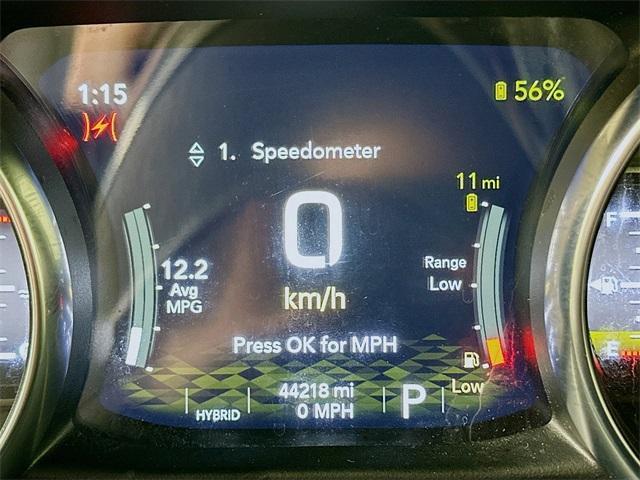 1:15
56%
1. Speedometer
11 mi
0
12.2
Avg
MPG
Range
Low
km/h
Press OK for MPH
44218 mi
0 MPH
HYBRID
P
Low
F
E